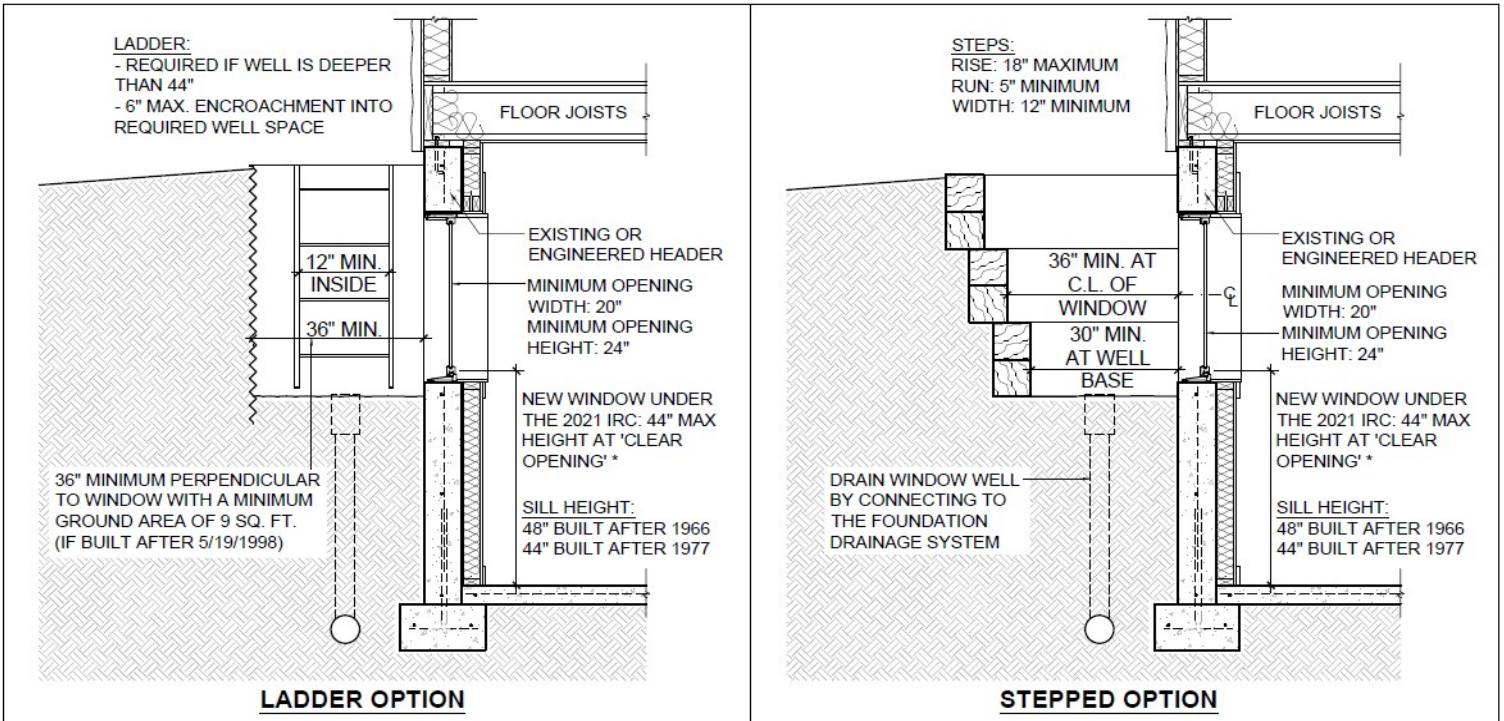 LADDER:
- REQUIRED IF WELL IS DEEPER
THAN 44"
- 6" MAX. ENCROACHMENT INTO
REQUIRED WELL SPACE
FLOOR JOISTS
12" MIN.
INSIDE
36" MIN.
EXISTING OR
ENGINEERED HEADER
MINIMUM OPENING
WIDTH: 20"
MINIMUM OPENING
HEIGHT: 24"
NEW WINDOW UNDER
THE 2021 IRC: 44" MAX
HEIGHT AT 'CLEAR
OPENING' *
36" MINIMUM PERPENDICULAR
TO WINDOW WITH A MINIMUM
GROUND AREA OF 9 SQ. FT.
(IF BUILT AFTER 5/19/1998)
SILL HEIGHT:
48" BUILT AFTER 1966
44" BUILT AFTER 1977
LADDER OPTION
STEPS:
RISE: 18" MAXIMUM
RUN: 5" MINIMUM
WIDTH: 12" MINIMUM
FLOOR JOISTS
36" MIN. AT
C.L. OF
WINDOW
30" MIN.
AT WELL
BASE
℄
EXISTING OR
ENGINEERED HEADER
MINIMUM OPENING
WIDTH: 20"
MINIMUM OPENING
HEIGHT: 24"
NEW WINDOW UNDER
THE 2021 IRC: 44" MAX
HEIGHT AT 'CLEAR
OPENING' *
DRAIN WINDOW WELL
BY CONNECTING TO
THE FOUNDATION
DRAINAGE SYSTEM
SILL HEIGHT:
48" BUILT AFTER 1966
44" BUILT AFTER 1977
STEPPED OPTION